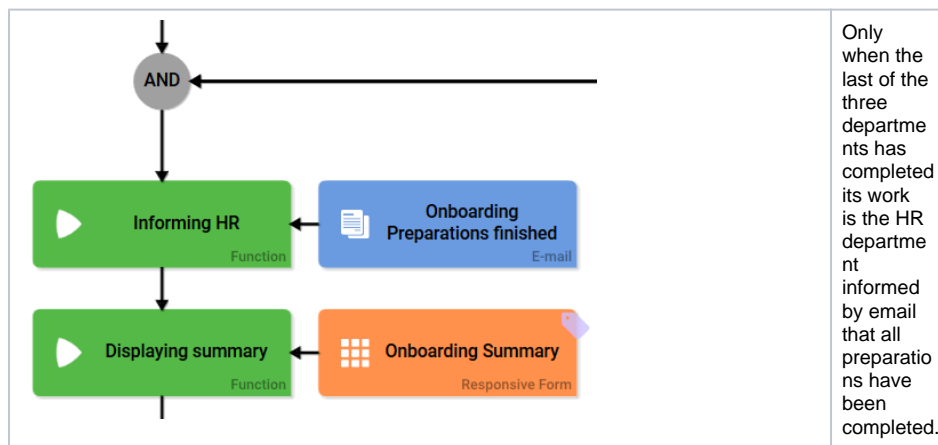 AND
Informing HR
Function
Onboarding
Preparations finished
E-mail
Displaying summary
Function
Onboarding Summary
Responsive Form
Only
when the
last of the
three
departme
nts has
completed
its work
is the HR
departme
nt
informed
by email
that all
preparatio
ns have
been
completed.